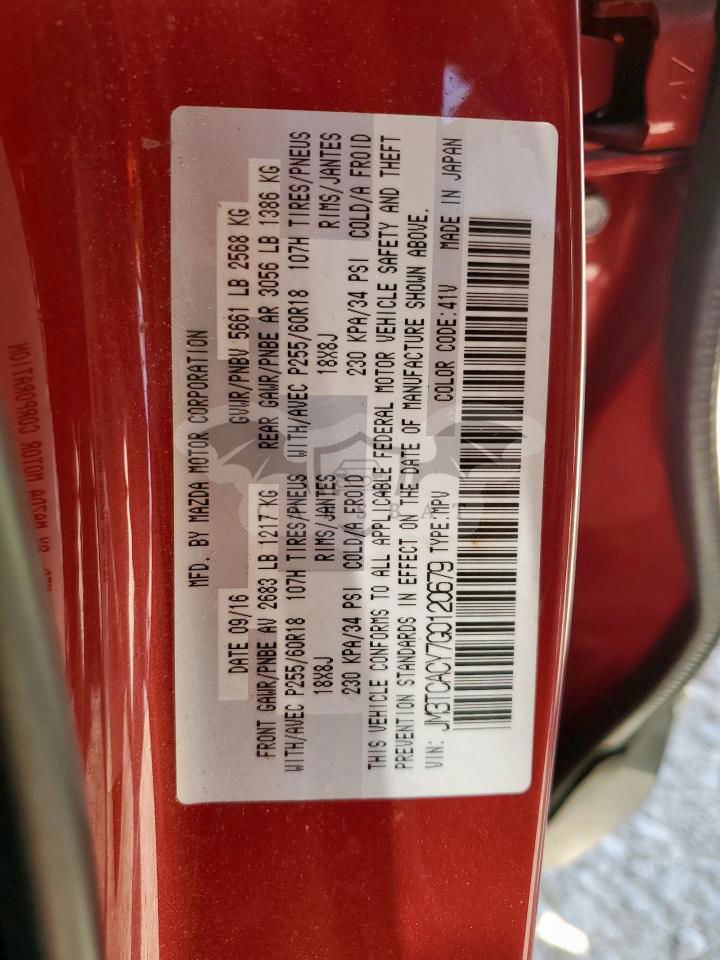 MFD. BY MAZDA MOTOR CORPORATION
DATE 09/16 GVWR/PNBV 5661 LB 2568 KG
FRONT GAWR/PNBE AV 2683 LB 1217 KG REAR GAWR/PNBE AR 3056 LB 1386 KG
WITH/AVEC P255/60R18 107H TIRES/PNEUS WITH/AVEC P255/60R18 107H TIRES/PNEUS
18X8J RIMS/JANTES 18X8J RIMS/JANTES
230 KPA/34 PSI COLD/A FROID 230 KPA/34 PSI COLD/A FROID
THIS VEHICLE CONFORMS TO ALL APPLICABLE FEDERAL MOTOR VEHICLE SAFETY AND THEFT
PREVENTION STANDARDS IN EFFECT ON THE DATE OF MANUFACTURE SHOWN ABOVE.
VIN: JM3TCACY7G0120679 TYPE:MPV COLOR CODE:41V MADE IN JAPAN